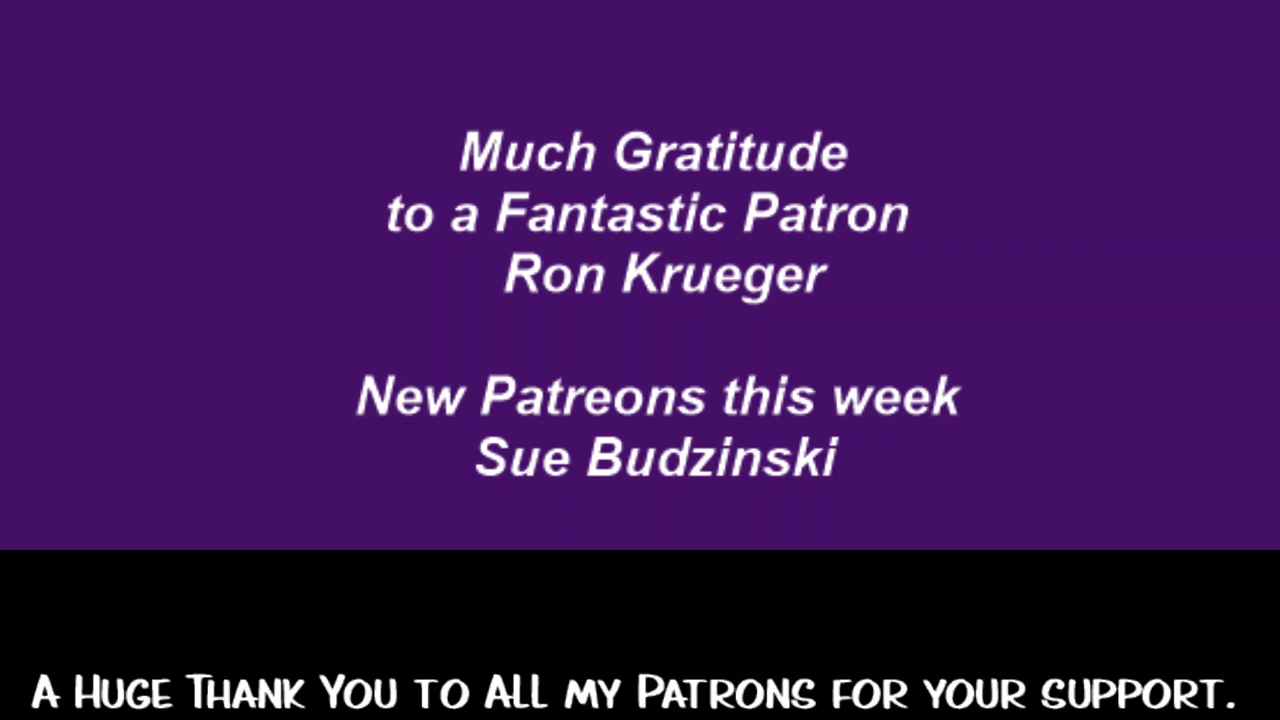 Much Gratitude
to a Fantastic Patron
Ron Krueger
New Patreons this week
Sue Budzinski
A Huge Thank You to All my Patrons for your support.